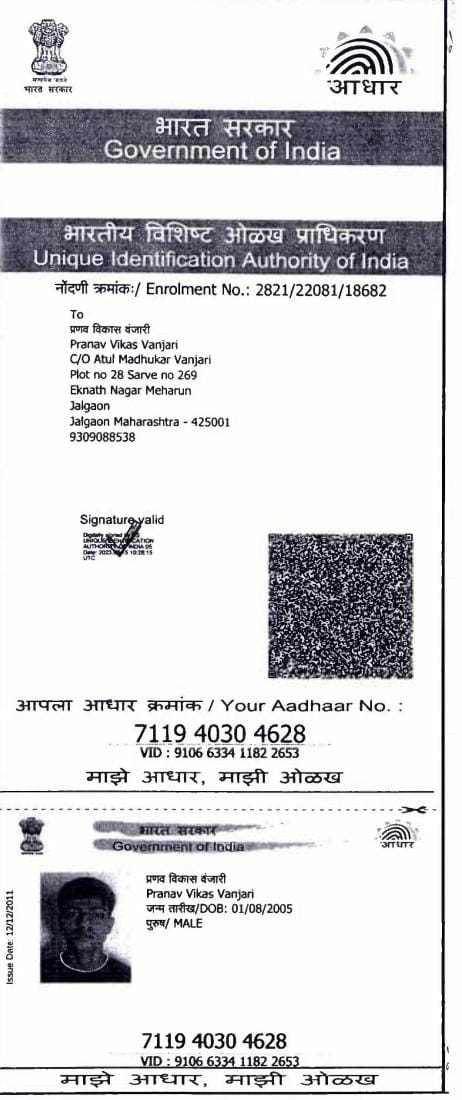 सत्यमेव जयते
भारत सरकार
आधार
भारत सरकार
Government of India
भारतीय विशिष्ट ओळख प्राधिकरण
Unique Identification Authority of India
नोंदणी क्रमांक:/ Enrolment No.: 2821/22081/18682
To
प्रणव विकास वंजारी
Pranav Vikas Vanjari
C/O Atul Madhukar Vanjari
Plot no 28 Sarve no 269
Eknath Nagar Meharun
Jalgaon
Jalgaon Maharashtra - 425001
9309088538
Signature valid
Digitally signed by
UNIQUE IDENTIFICATION
AUTHORITY OF INDIA 05
Date: 10:28:15
UTC
आपला आधार क्रमांक / Your Aadhaar No. :
7119 4030 4628
VID : 9106 6334 1182 2653
माझे आधार, माझी ओळख
भारत सरकार
Government of India
आधार
Issue Date: 12/12/2011
प्रणव विकास वंजारी
Pranav Vikas Vanjari
जन्म तारीख/DOB: 01/08/2005
पुरुष/ MALE
7119 4030 4628
VID : 9106 6334 1182 2653
माझे आधार, माझी ओळख